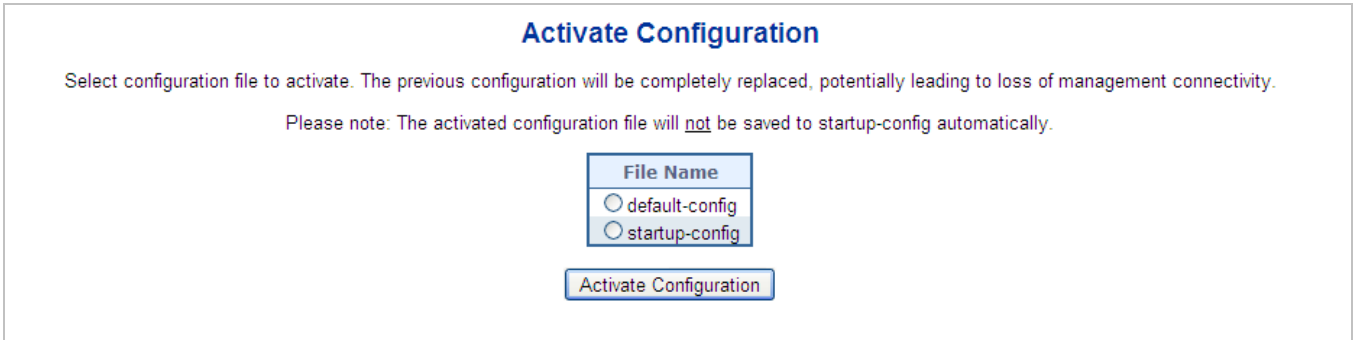 Activate Configuration
Select configuration file to activate. The previous configuration will be completely replaced, potentially leading to loss of management connectivity.
Please note: The activated configuration file will not be saved to startup-config automatically.
File Name
default-config
startup-config
Activate Configuration